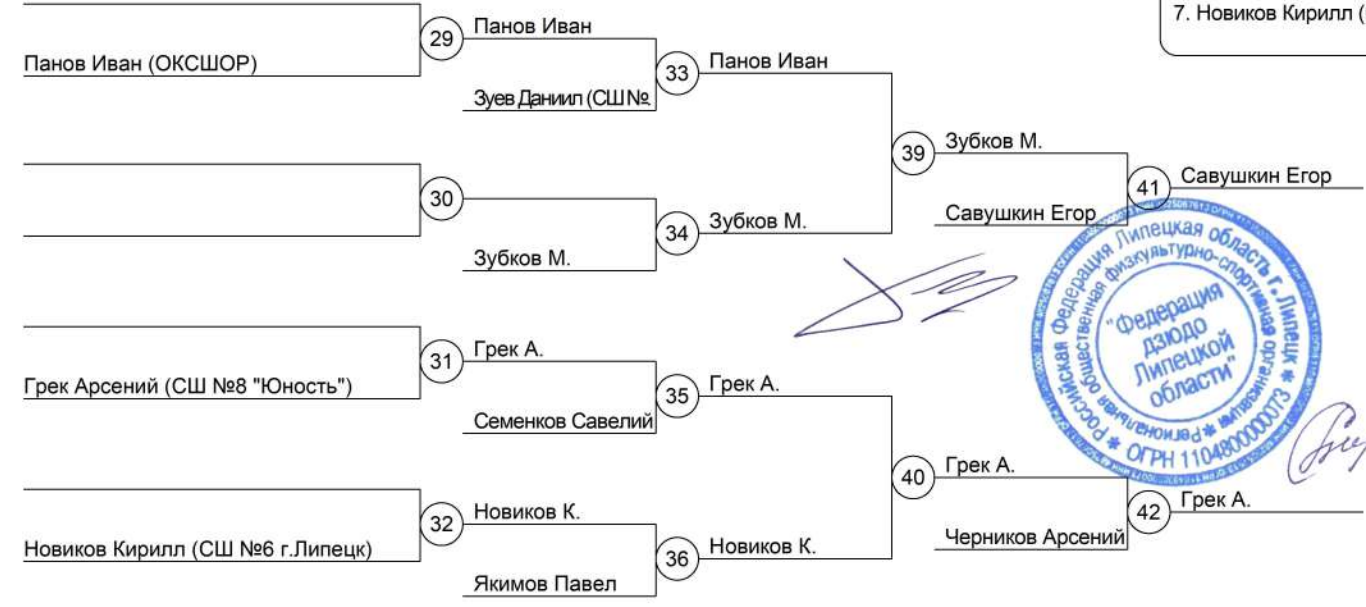 7. Новиков Кирилл (
Панов Иван
29
Панов Иван (ОКСШОР)
Панов Иван
33
Зуев Даниил (СШ №
Зубков М.
39
Савушкин Егор
41
30
Савушкин Егор
Зубков М.
34
Зубков М.
Российская Федерация Липецкая область г. Липецк * ОГРН 1104800000073 *
Региональная общественная физкультурно-спортивная организация *
"Федерация
дзюдо
Липецкой
области"
Грек А.
31
Грек Арсений (СШ №8 "Юность")
Грек А.
35
Семенков Савелий
Грек А.
40
Грек А.
42
Новиков К.
32
Черников Арсений
Новиков Кирилл (СШ №6 г.Липецк)
Новиков К.
36
Якимов Павел